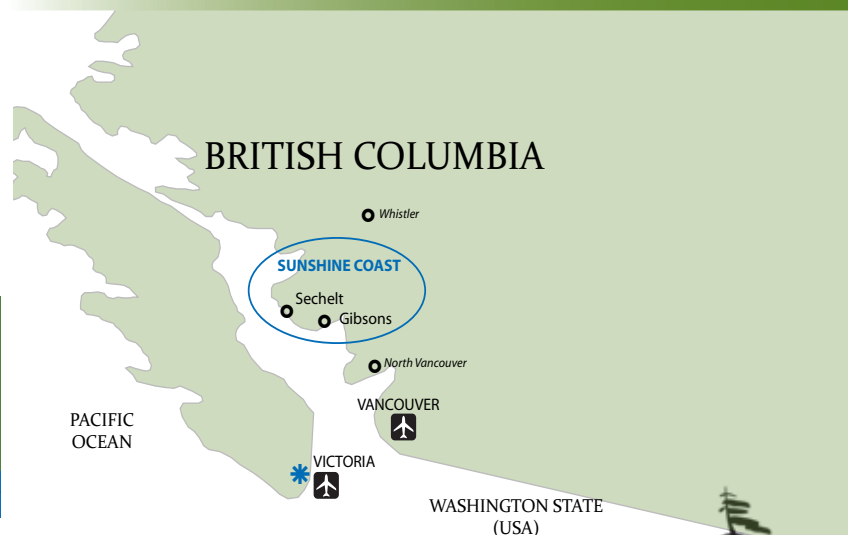 BRITISH COLUMBIA
Whistler
SUNSHINE COAST
Sechelt
Gibsons
North Vancouver
VANCOUVER
PACIFIC
OCEAN
VICTORIA
WASHINGTON STATE
(USA)